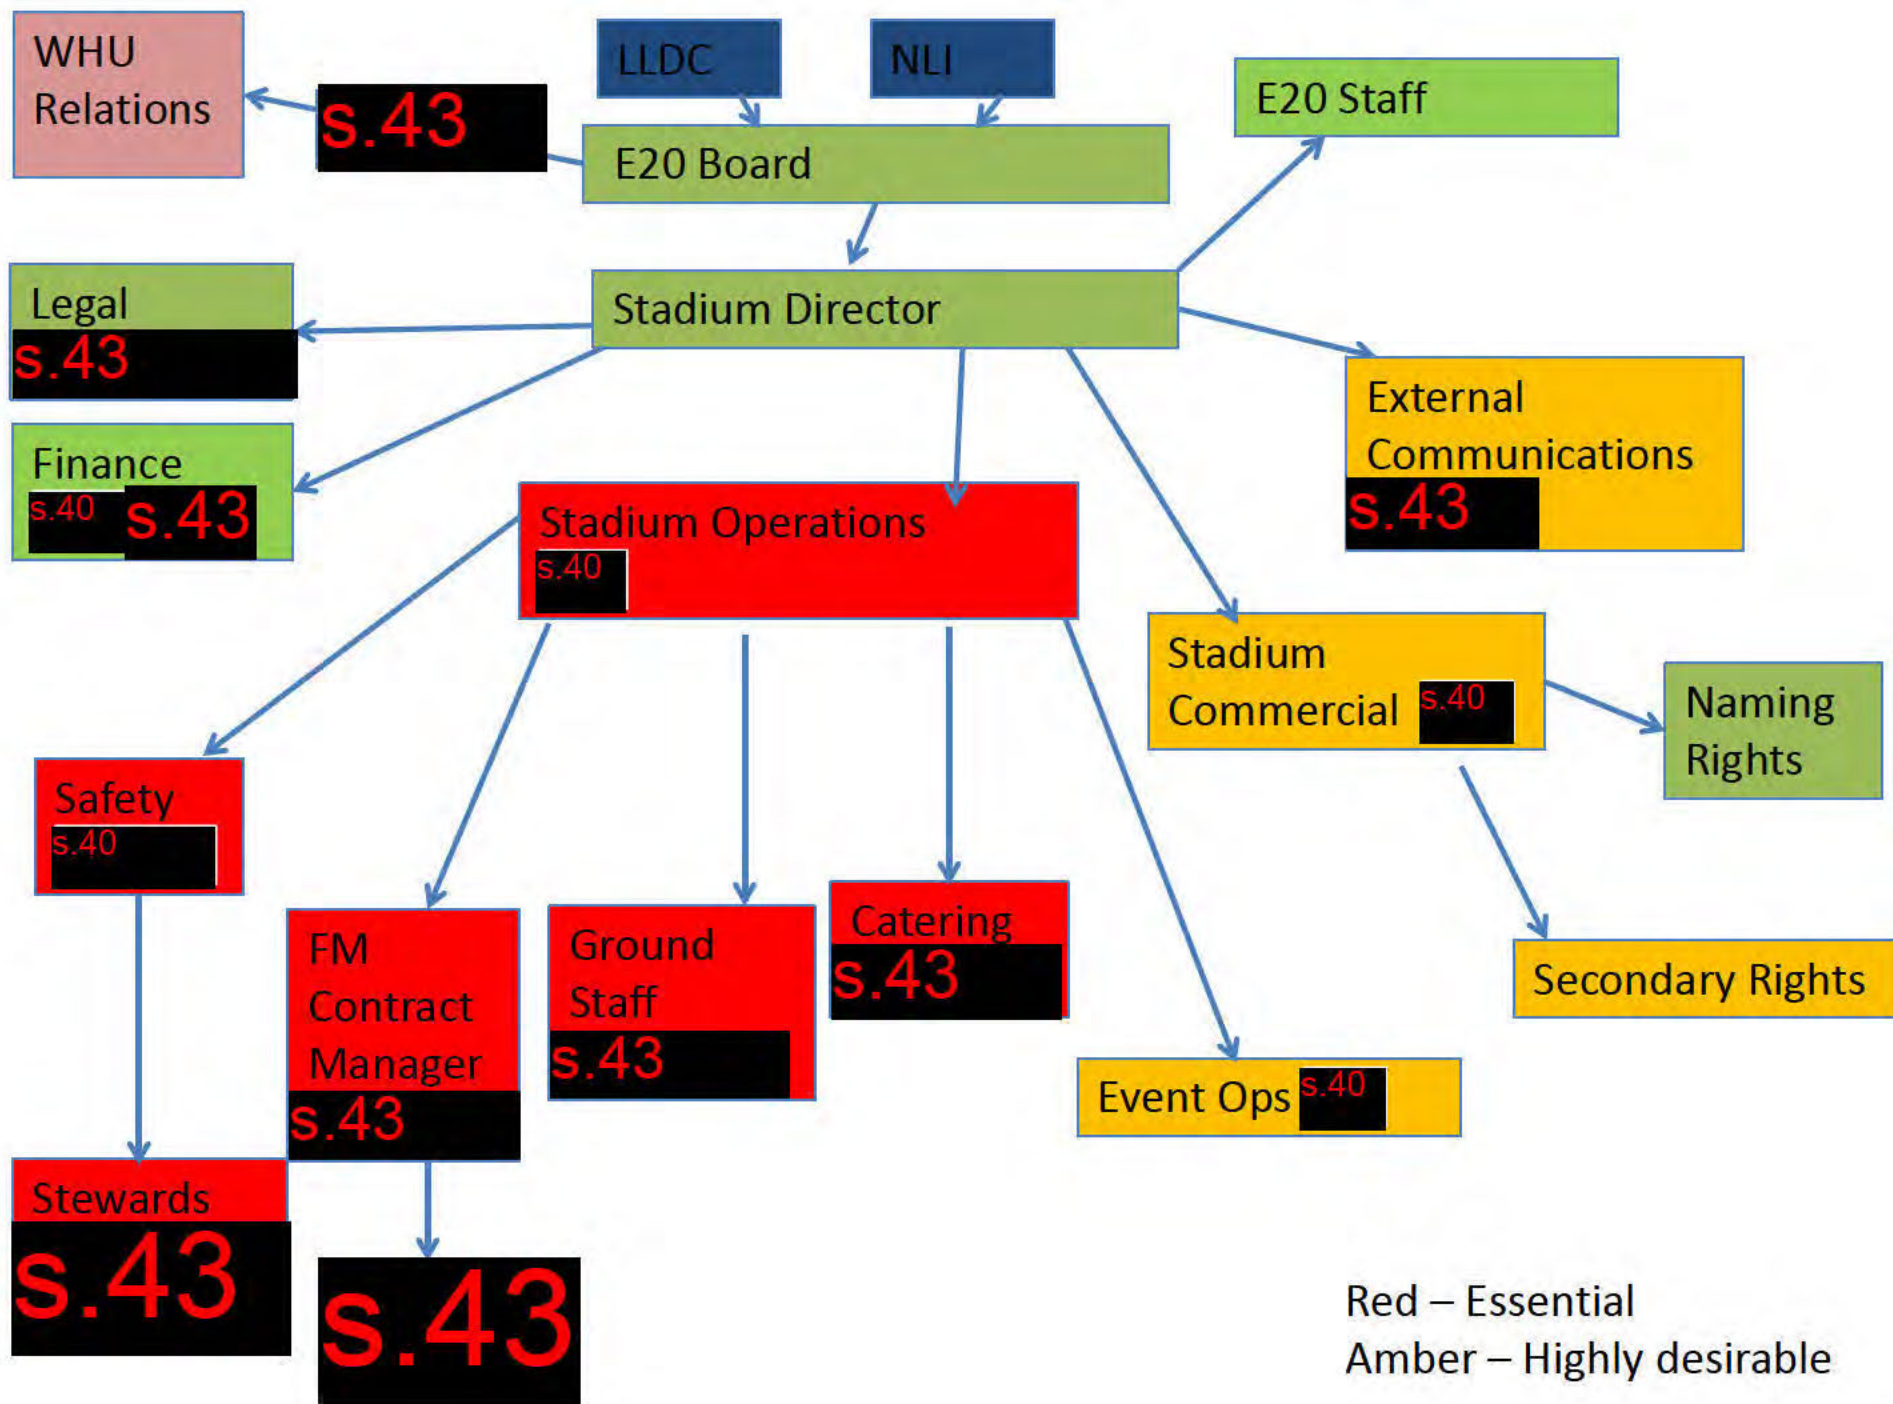 WHU
Relations
s.43
LLDC
NLI
E20 Board
E20 Staff
Legal
s.43
Stadium Director
Finance
s.40 s.43
External
Communications
s.43
Stadium Operations
s.40
Stadium
Commercial s.40
Naming
Rights
Safety
s.40
FM
Contract
Manager
s.43
Ground
Staff
s.43
Catering
s.43
Secondary Rights
Event Ops s.40
Stewards
s.43
s.43
Red – Essential
Amber – Highly desirable